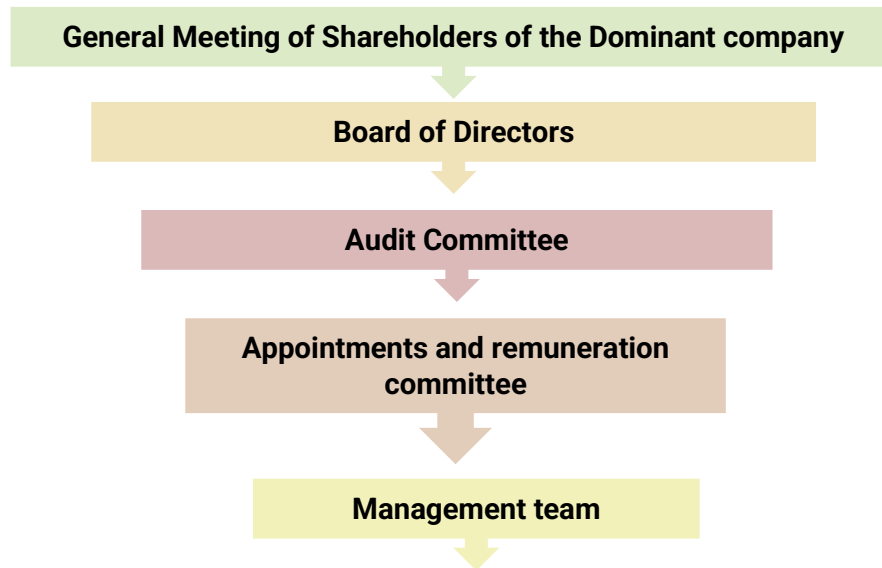 General Meeting of Shareholders of the Dominant company
Board of Directors
Audit Committee
Appointments and remuneration
committee
Management team